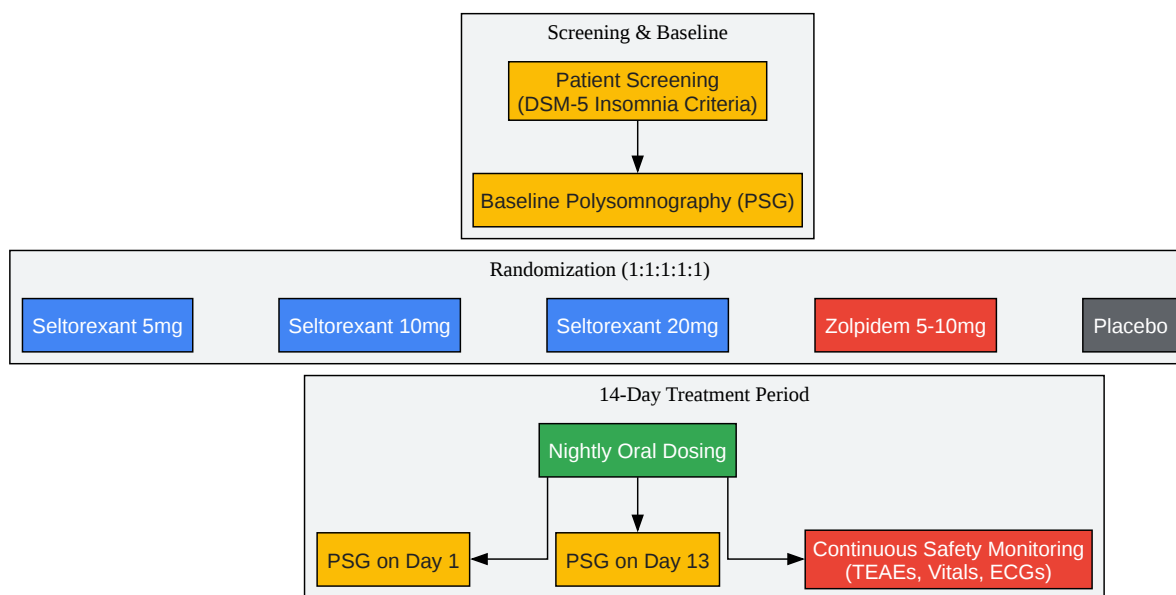 Screening & Baseline
Patient Screening
(DSM-5 Insomnia Criteria)
Baseline Polysomnography (PSG)
Randomization (1:1:1:1:1)
Seltorexant 5mg
Seltorexant 10mg
Seltorexant 20mg
Zolpidem 5-10mg
Placebo
14-Day Treatment Period
Nightly Oral Dosing
PSG on Day 1
PSG on Day 13
Continuous Safety Monitoring
(TEAEs, Vitals, ECGs)